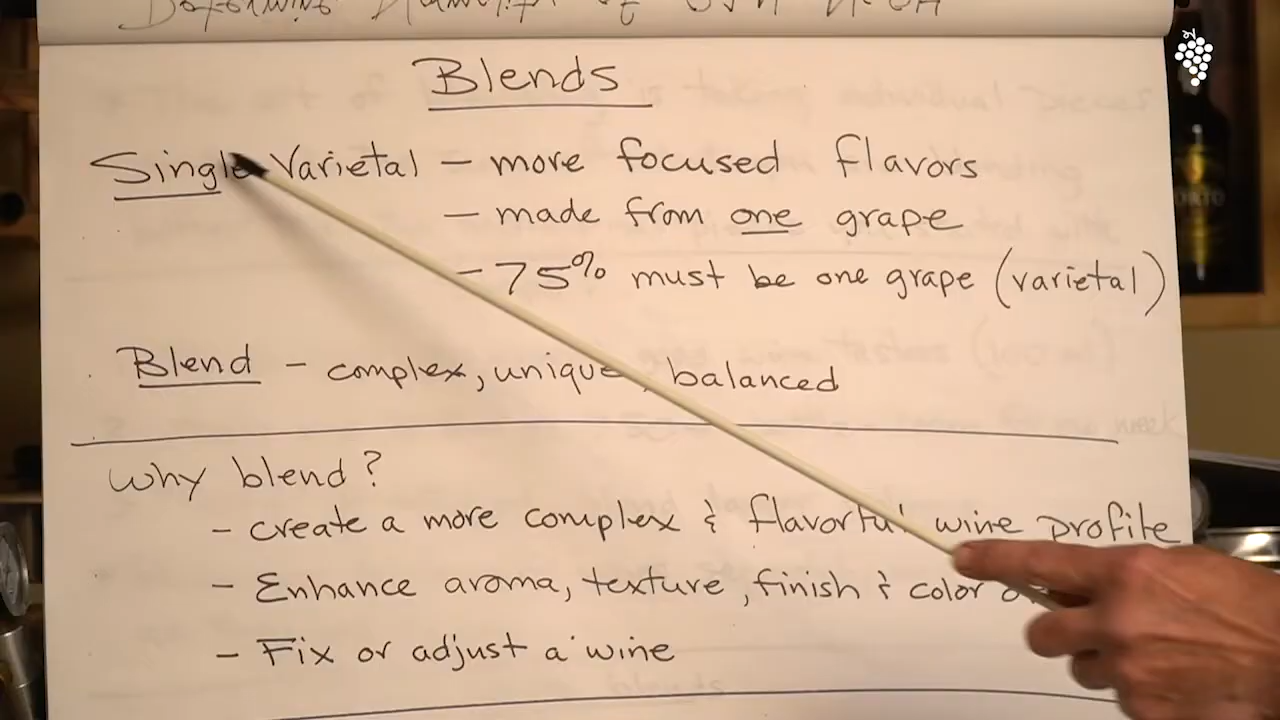 Blends
Single Varietal - more focused flavors
- made from one grape
- 75% must be one grape (varietal)
Blend - complex, unique, balanced
Why blend?
- create a more complex & flavorful wine profile
- Enhance aroma, texture, finish & color
- Fix or adjust a wine
PORTO